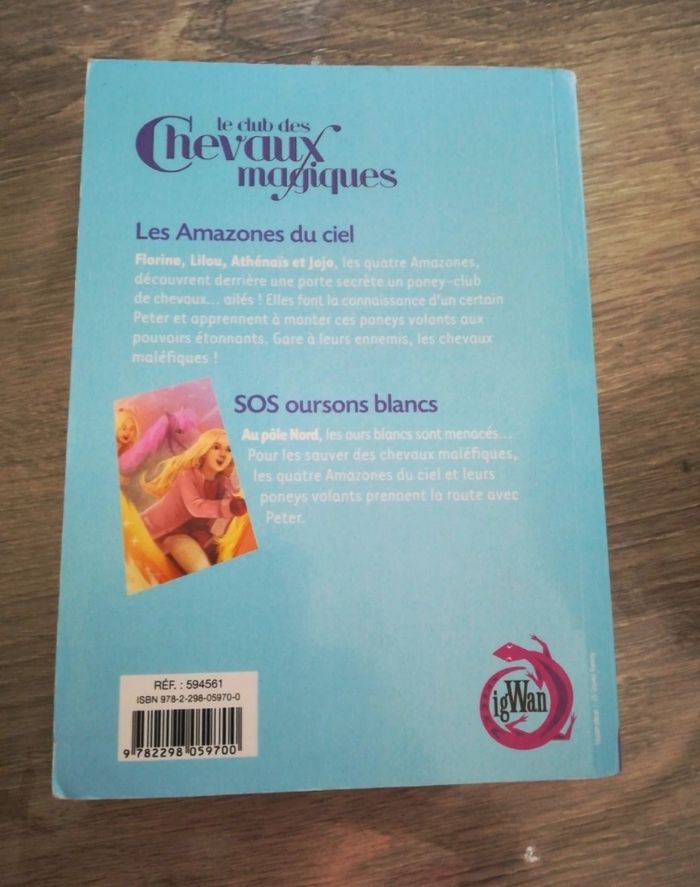 le club des
Chevaux
magiques
Les Amazones du ciel
Florine, Lilou, Athénaïs et Jojo, les quatre Amazones,
découvrent derrière une porte secrète un poney-club
de chevaux... ailés ! Elles font la connaissance d'un certain
Peter et apprennent à monter ces poneys volants aux
pouvoirs étonnants. Gare à leurs ennemis, les chevaux
maléfiques !
SOS oursons blancs
Au pôle Nord, les ours blancs sont menacés...
Pour les sauver des chevaux maléfiques,
les quatre Amazones du ciel et leurs
poneys volants prennent la route avec
Peter.
RÉF. : 594561
ISBN 978-2-298-05970-0
9 782298 059700
igWan